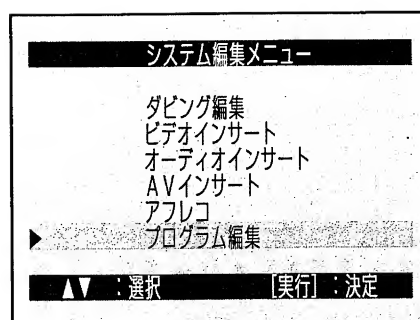 システム編集メニュー
ダビング編集
ビデオインサート
オーディオインサート
AVインサート
アフレコ
プログラム編集
▲▼：選択 [実行]：決定